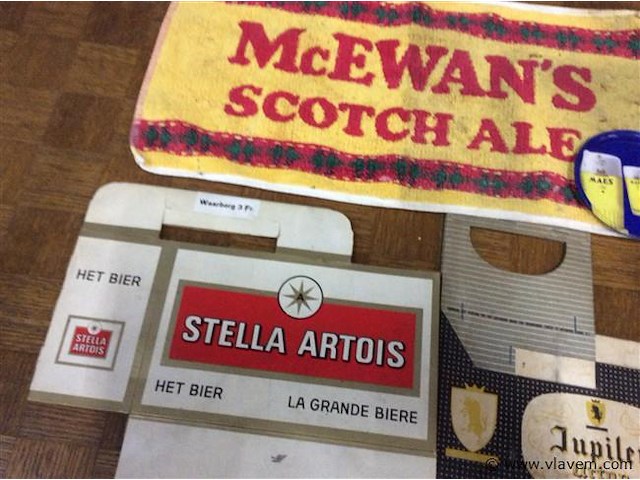 McEWAN'S
SCOTCH ALE
MAES
Waarborg 3 Fr.
HET BIER
STELLA
ARTOIS
STELLA ARTOIS
HET BIER
LA GRANDE BIERE
Jupiler
© www.vlavem.com